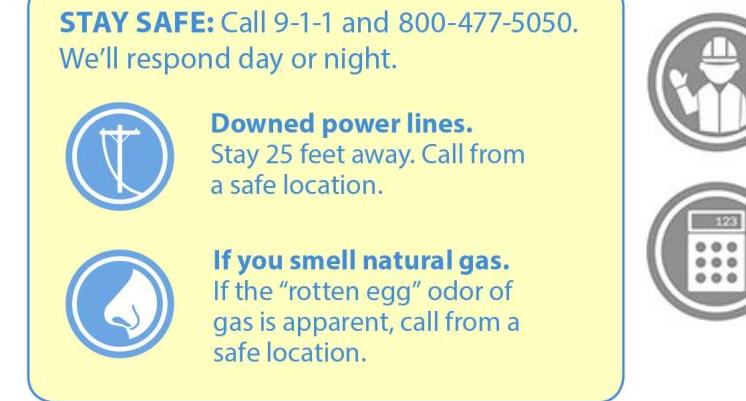 STAY SAFE: Call 9-1-1 and 800-477-5050.
We’ll respond day or night.
Downed power lines.
Stay 25 feet away. Call from
a safe location.
If you smell natural gas.
If the “rotten egg” odor of
gas is apparent, call from a
safe location.
123